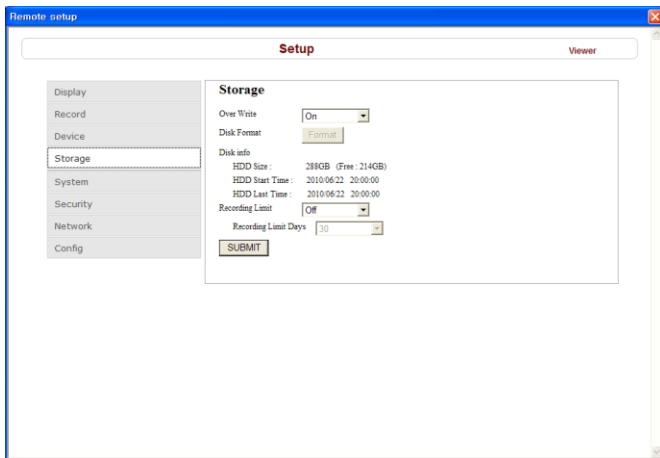 Remote setup
Setup
Viewer
Display
Record
Device
Storage
System
Security
Network
Config
Storage
Over Write On
Disk Format Format
Disk info
HDD Size : 288GB (Free : 214GB)
HDD Start Time : 2010/06/22 20:00:00
HDD Last Time : 2010/06/22 20:00:00
Recording Limit Off
Recording Limit Days 30
SUBMIT